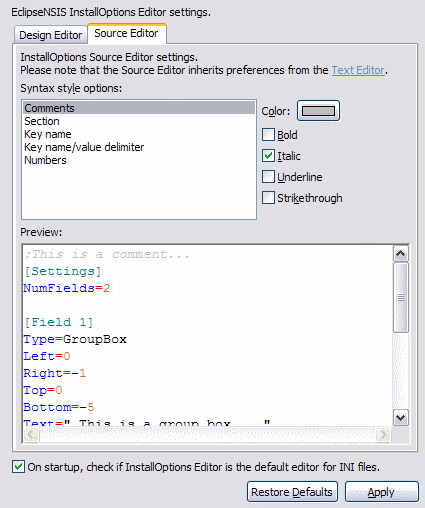 EclipseNSIS InstallOptions Editor settings.
Design Editor
Source Editor
InstallOptions Source Editor settings.
Please note that the Source Editor inherits preferences from the Text Editor.
Syntax style options:
Comments
Section
Key name
Key name/value delimiter
Numbers
Color:
Bold
Italic
Underline
Strikethrough
Preview:
;This is a comment...
[Settings]
NumFields=2
[Field 1]
Type=GroupBox
Left=0
Right=-1
Top=0
Bottom=-5
Text=" This is a group box... "
On startup, check if InstallOptions Editor is the default editor for INI files.
Restore Defaults
Apply